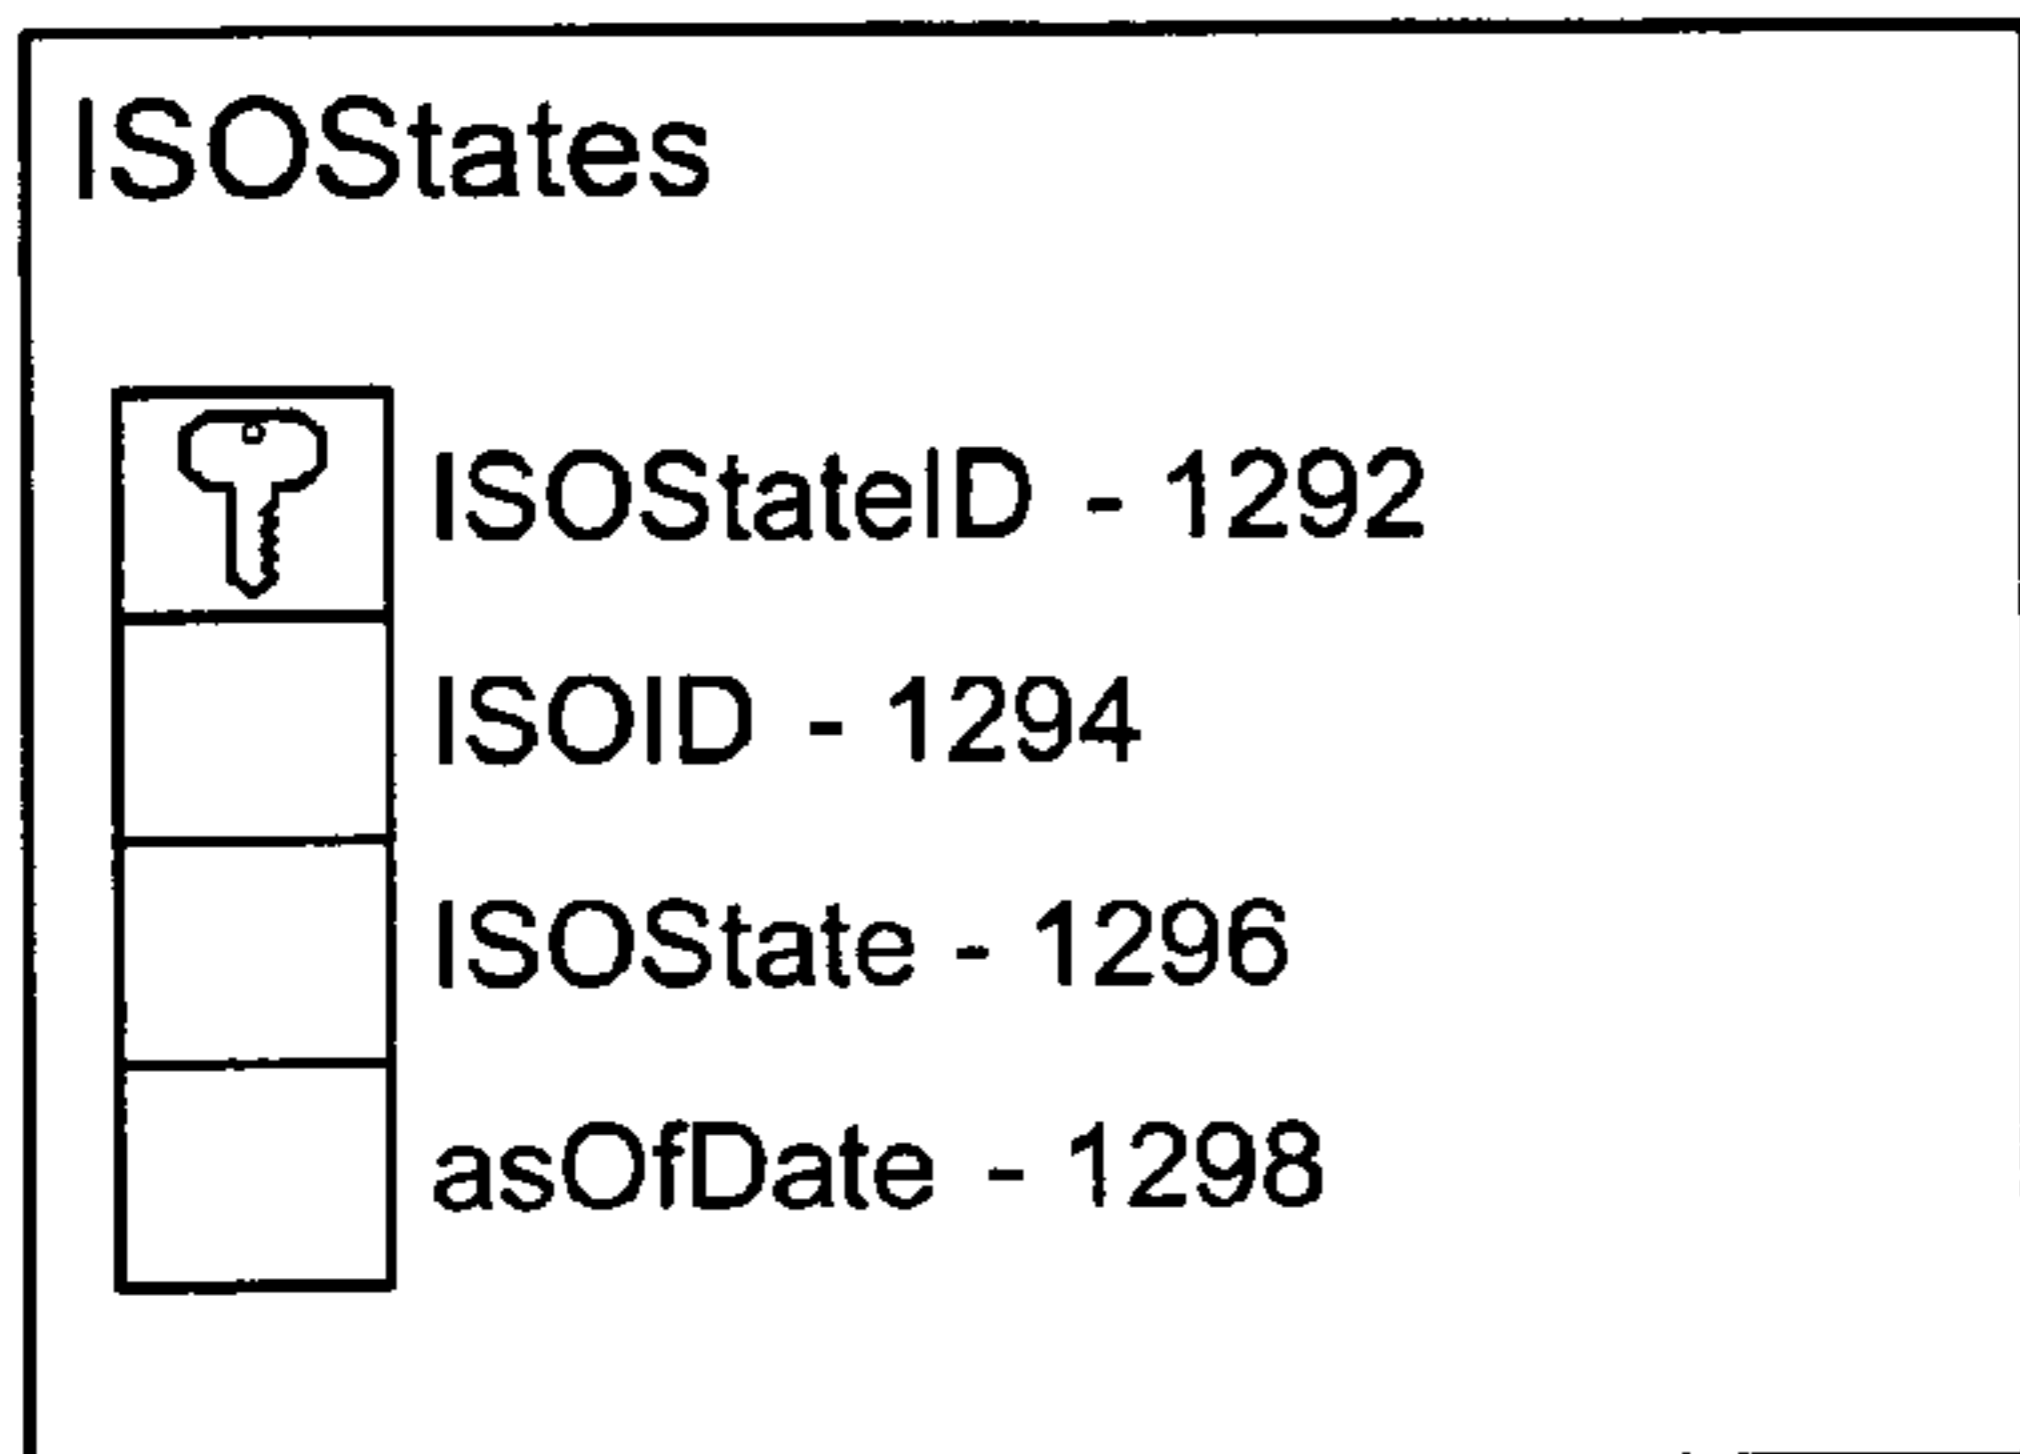 ISOStates
ISOStateID - 1292
ISOID - 1294
ISOState - 1296
asOfDate - 1298